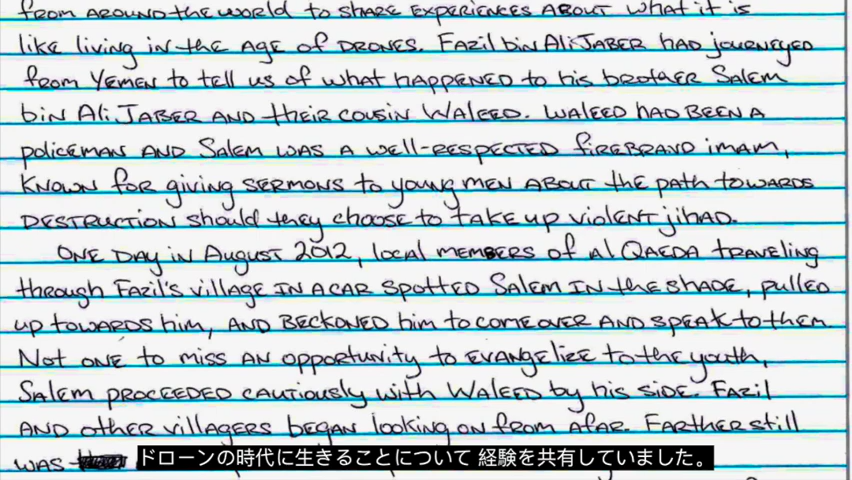 from around the world to share experiences about what it is
like living in the age of drones. Fazil bin Ali Jaber had journeyed
from Yemen to tell us of what happened to his brother Salem
bin Ali Jaber and their cousin Waleed. Waleed had been a
policeman and Salem was a well-respected firebrand imam,
known for giving sermons to young men about the path towards
destruction should they choose to take up violent jihad.
One day in August 2012, local members of al Qaeda traveling
through Fazil's village in a car spotted Salem in the shade, pulled
up towards him, and beckoned him to come over and speak to them.
Not one to miss an opportunity to evangelize to the youth,
Salem proceeded cautiously with Waleed by his side. Fazil
and other villagers began looking on from afar. Farther still
was
ドローンの時代に生きることについて 経験を共有していました。